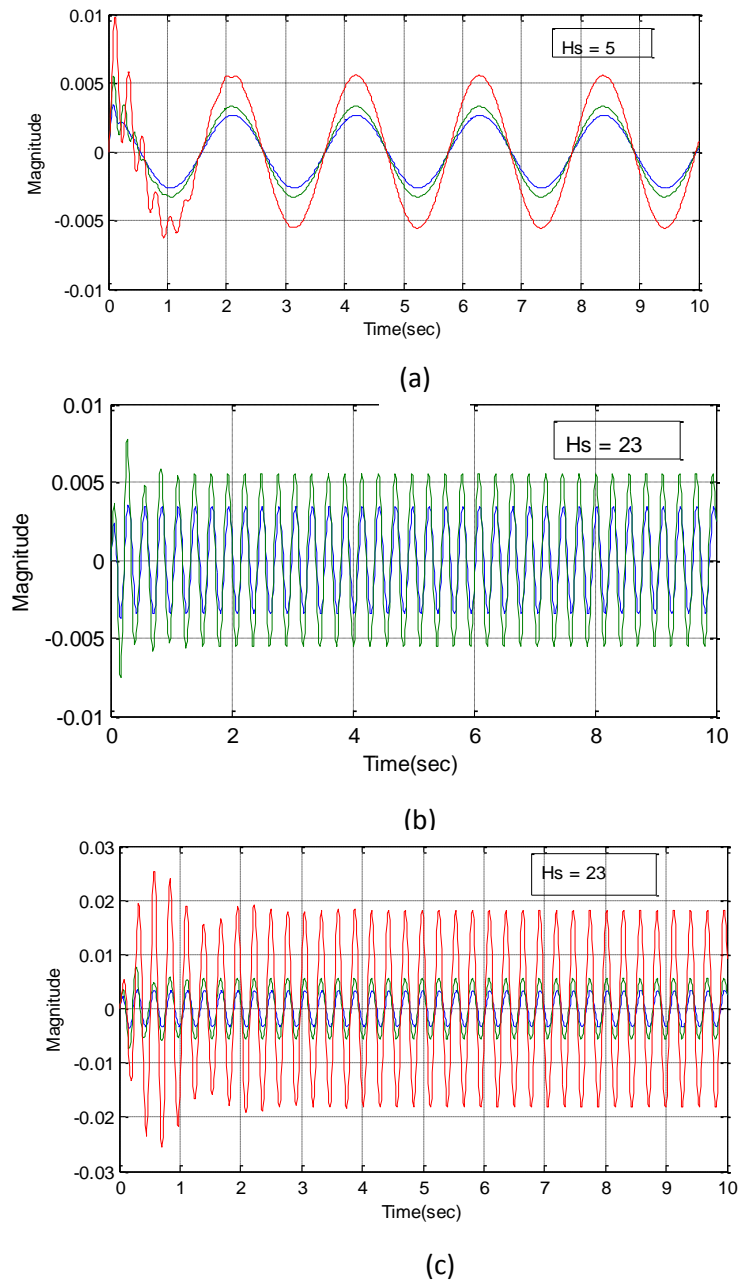 0.01
Hs = 5
0.005
Magnitude
0
-0.005
-0.01
0 1 2 3 4 5 6 7 8 9 10
Time(sec)
(a)
0.01
Hs = 23
0.005
Magnitude
0
-0.005
-0.01
0 2 4 6 8 10
Time(sec)
(b)
0.03
Hs = 23
0.02
0.01
Magnitude
0
-0.01
-0.02
-0.03
0 1 2 3 4 5 6 7 8 9 10
Time(sec)
(c)